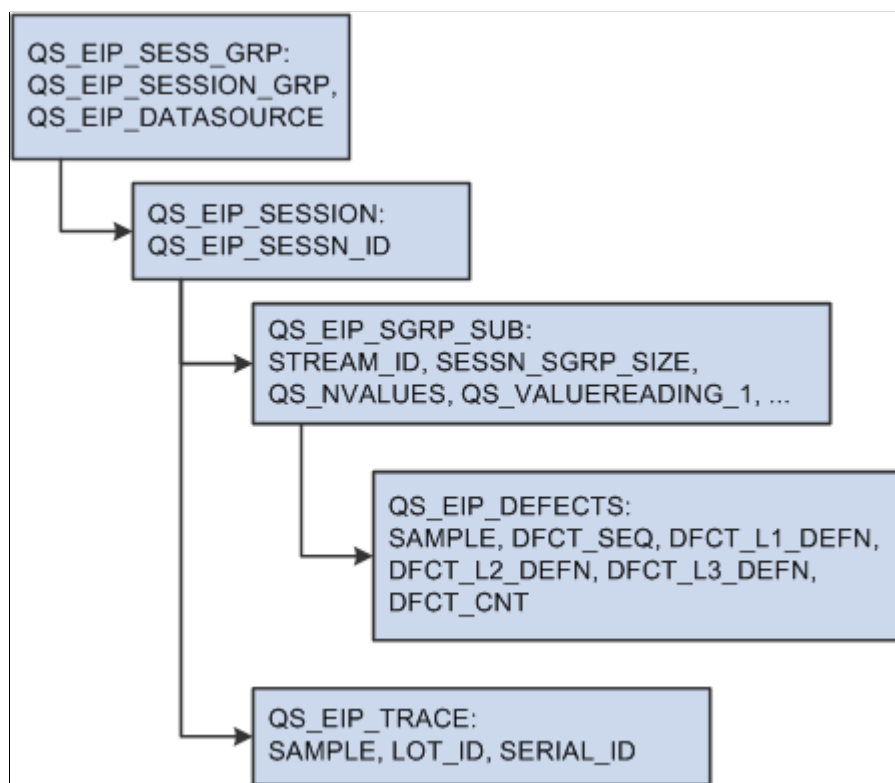 QS_EIP_SESS_GRP:
QS_EIP_SESSION_GRP,
QS_EIP_DATASOURCE
QS_EIP_SESSION:
QS_EIP_SESSN_ID
QS_EIP_SGRP_SUB:
STREAM_ID, SESSN_SGRP_SIZE,
QS_NVALUES, QS_VALUEREADING_1, ...
QS_EIP_DEFECTS:
SAMPLE, DFCT_SEQ, DFCT_L1_DEFN,
DFCT_L2_DEFN, DFCT_L3_DEFN,
DFCT_CNT
QS_EIP_TRACE:
SAMPLE, LOT_ID, SERIAL_ID